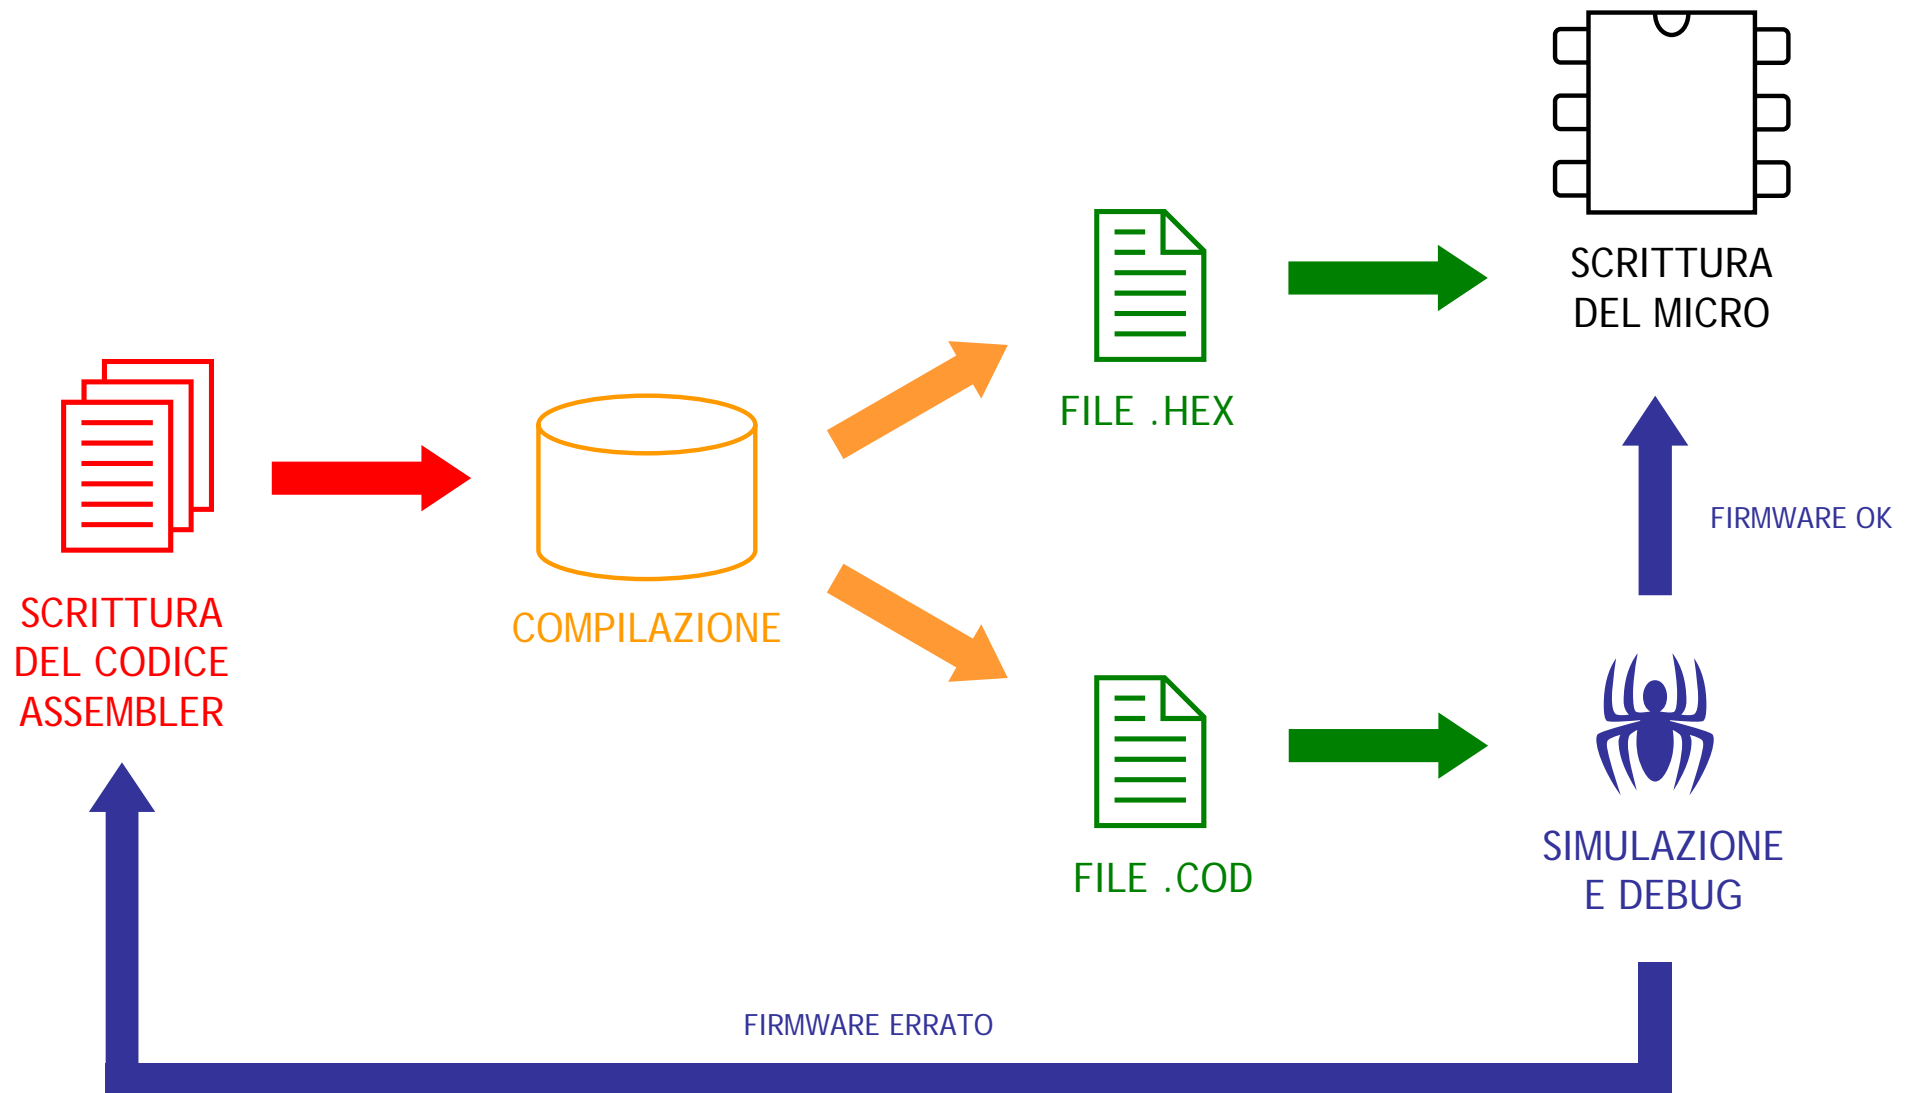 SCRITTURA
DEL MICRO
FILE .HEX
FIRMWARE OK
SCRITTURA
DEL CODICE
ASSEMBLER
COMPILAZIONE
FILE .COD
SIMULAZIONE
E DEBUG
FIRMWARE ERRATO